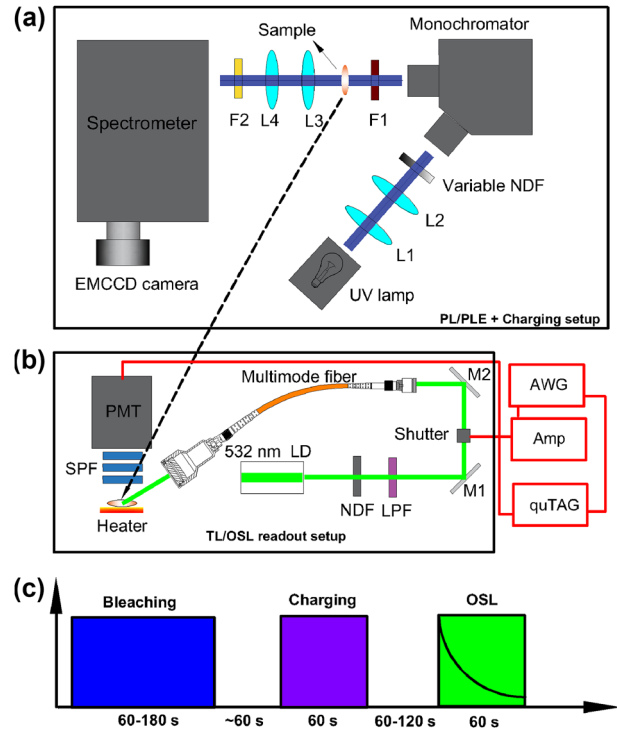 (a)
Sample
Monochromator
Spectrometer
F2
L4
L3
F1
Variable NDF
L2
L1
EMCCD camera
UV lamp
PL/PLE + Charging setup
(b)
Multimode fiber
M2
AWG
PMT
Shutter
Amp
SPF
532 nm LD
M1
NDF
LPF
quTAG
Heater
TL/OSL readout setup
(c)
Bleaching
Charging
OSL
60-180 s
~60 s
60 s
60-120 s
60 s